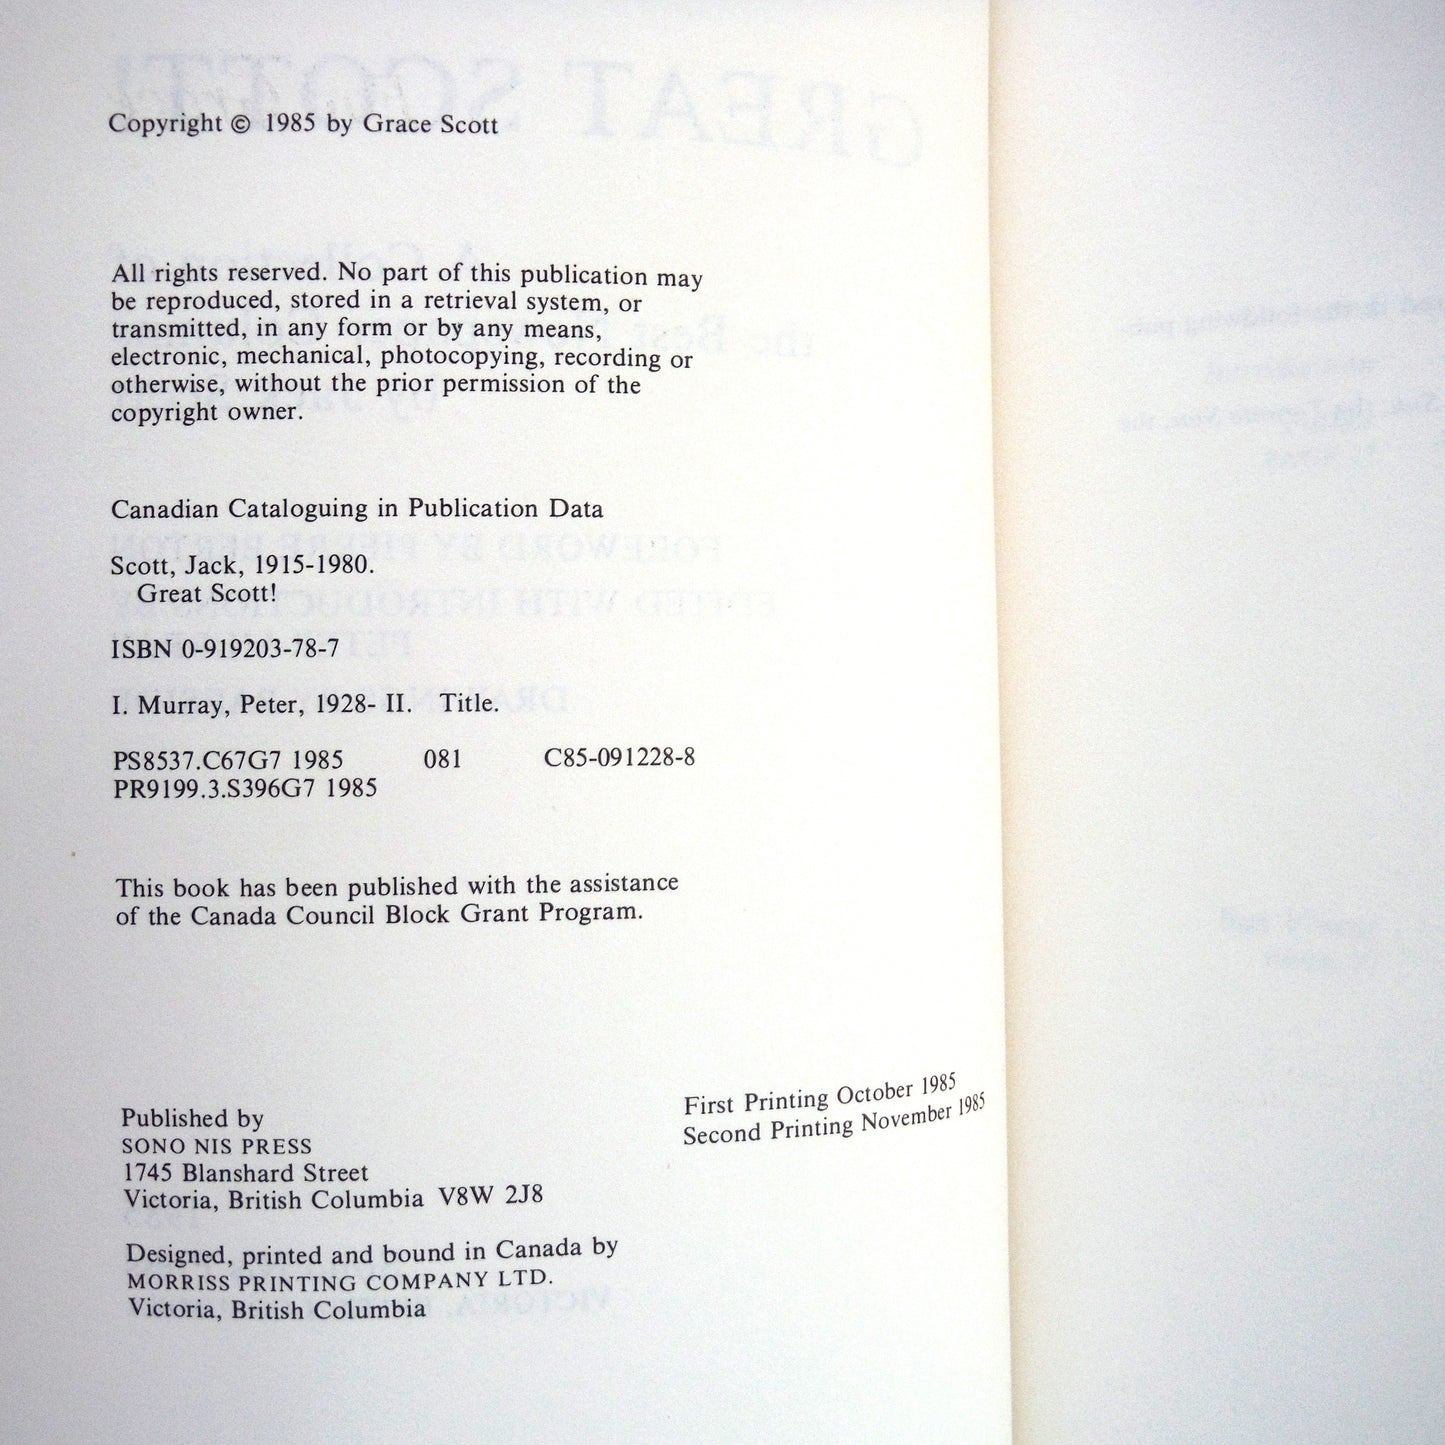 Copyright © 1985 by Grace Scott
All rights reserved. No part of this publication may
be reproduced, stored in a retrieval system, or
transmitted, in any form or by any means,
electronic, mechanical, photocopying, recording or
otherwise, without the prior permission of the
copyright owner.
Canadian Cataloguing in Publication Data
Scott, Jack, 1915-1980.
Great Scott!
ISBN 0-919203-78-7
I. Murray, Peter, 1928- II. Title.
PS8537.C67G7 1985 081 C85-091228-8
PR9199.3.S396G7 1985
This book has been published with the assistance
of the Canada Council Block Grant Program.
First Printing October 1985
Second Printing November 1985
Published by
SONO NIS PRESS
1745 Blanshard Street
Victoria, British Columbia V8W 2J8
Designed, printed and bound in Canada by
MORRISS PRINTING COMPANY LTD.
Victoria, British Columbia